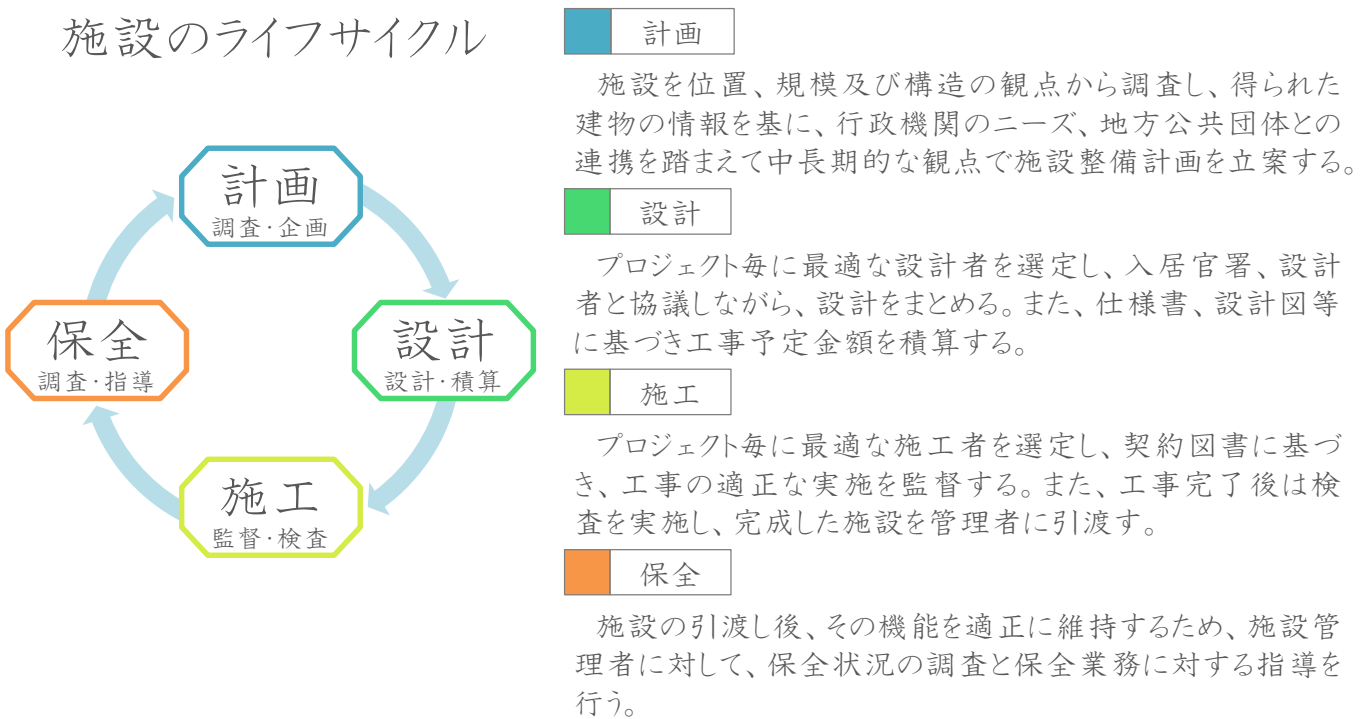 施設のライフサイクル
計画
調査・企画
設計
設計・積算
施工
監督・検査
保全
調査・指導
計画
施設を位置、規模及び構造の観点から調査し、得られた
建物の情報を基に、行政機関のニーズ、地方公共団体との
連携を踏まえて中長期的な観点で施設整備計画を立案する。
設計
プロジェクト毎に最適な設計者を選定し、入居官署、設計
者と協議しながら、設計をまとめる。また、仕様書、設計図等
に基づき工事予定金額を積算する。
施工
プロジェクト毎に最適な施工者を選定し、契約図書に基づ
き、工事の適正な実施を監督する。また、工事完了後は検
査を実施し、完成した施設を管理者に引渡す。
保全
施設の引渡し後、その機能を適正に維持するため、施設管
理者に対して、保全状況の調査と保全業務に対する指導を
行う。